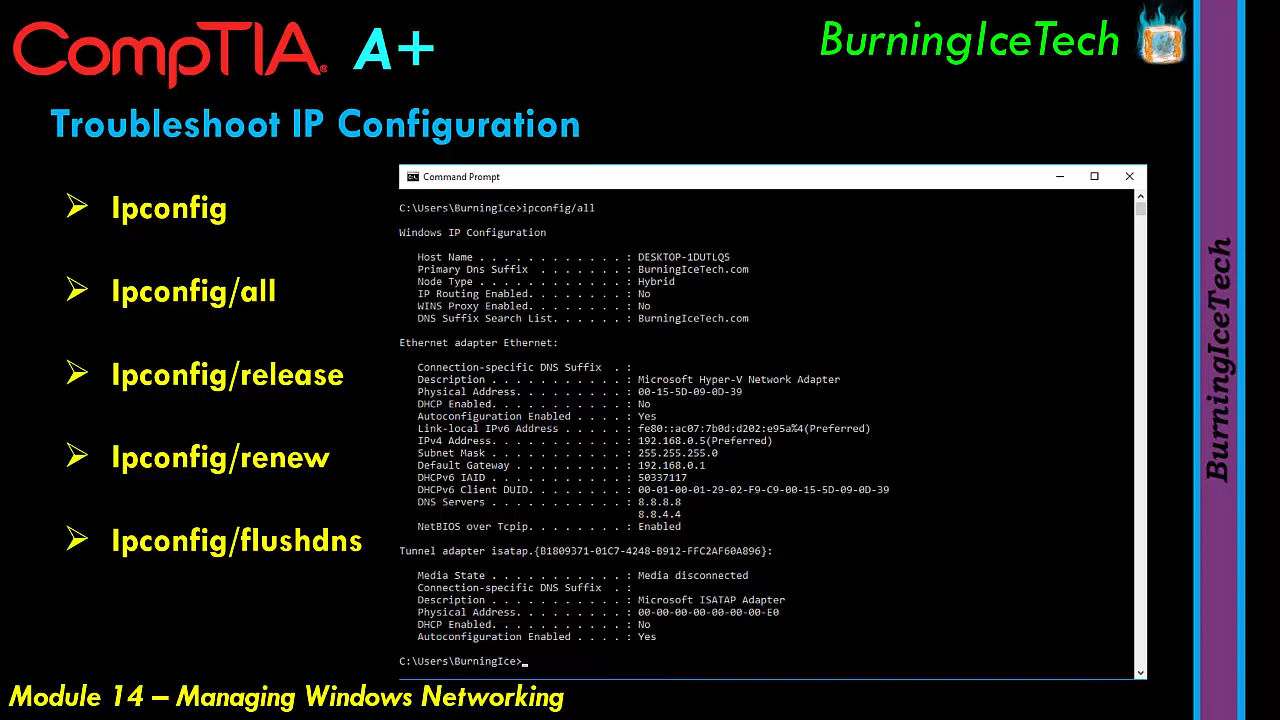 CompTIA® A+
BurningIceTech
Troubleshoot IP Configuration
Ipconfig
Ipconfig/all
Ipconfig/release
Ipconfig/renew
Ipconfig/flushdns
Command Prompt
C:\Users\BurningIce>ipconfig/all
Windows IP Configuration
Host Name . . . . . . . . . . . . : DESKTOP-1DUTLQS
Primary Dns Suffix  . . . . . . . : BurningIceTech.com
Node Type . . . . . . . . . . . . : Hybrid
IP Routing Enabled. . . . . . . . : No
WINS Proxy Enabled. . . . . . . . : No
DNS Suffix Search List. . . . . . : BurningIceTech.com
Ethernet adapter Ethernet:
Connection-specific DNS Suffix  . :
Description . . . . . . . . . . . : Microsoft Hyper-V Network Adapter
Physical Address. . . . . . . . . : 00-15-5D-09-0D-39
DHCP Enabled. . . . . . . . . . . : No
Autoconfiguration Enabled . . . . : Yes
Link-local IPv6 Address . . . . . : fe80::ac07:7b0d:d202:e95a%4(Preferred)
IPv4 Address. . . . . . . . . . . : 192.168.0.5(Preferred)
Subnet Mask . . . . . . . . . . . : 255.255.255.0
Default Gateway . . . . . . . . . : 192.168.0.1
DHCPv6 IAID . . . . . . . . . . . : 50337117
DHCPv6 Client DUID. . . . . . . . : 00-01-00-01-29-02-F9-C9-00-15-5D-09-0D-39
DNS Servers . . . . . . . . . . . : 8.8.8.8
8.8.4.4
NetBIOS over Tcpip. . . . . . . . : Enabled
Tunnel adapter isatap.{B1809371-01C7-4248-B912-FFC2AF60A896}:
Media State . . . . . . . . . . . : Media disconnected
Connection-specific DNS Suffix  . :
Description . . . . . . . . . . . : Microsoft ISATAP Adapter
Physical Address. . . . . . . . . : 00-00-00-00-00-00-00-E0
DHCP Enabled. . . . . . . . . . . : No
Autoconfiguration Enabled . . . . : Yes
C:\Users\BurningIce>_
BurningIceTech
Module 14 – Managing Windows Networking